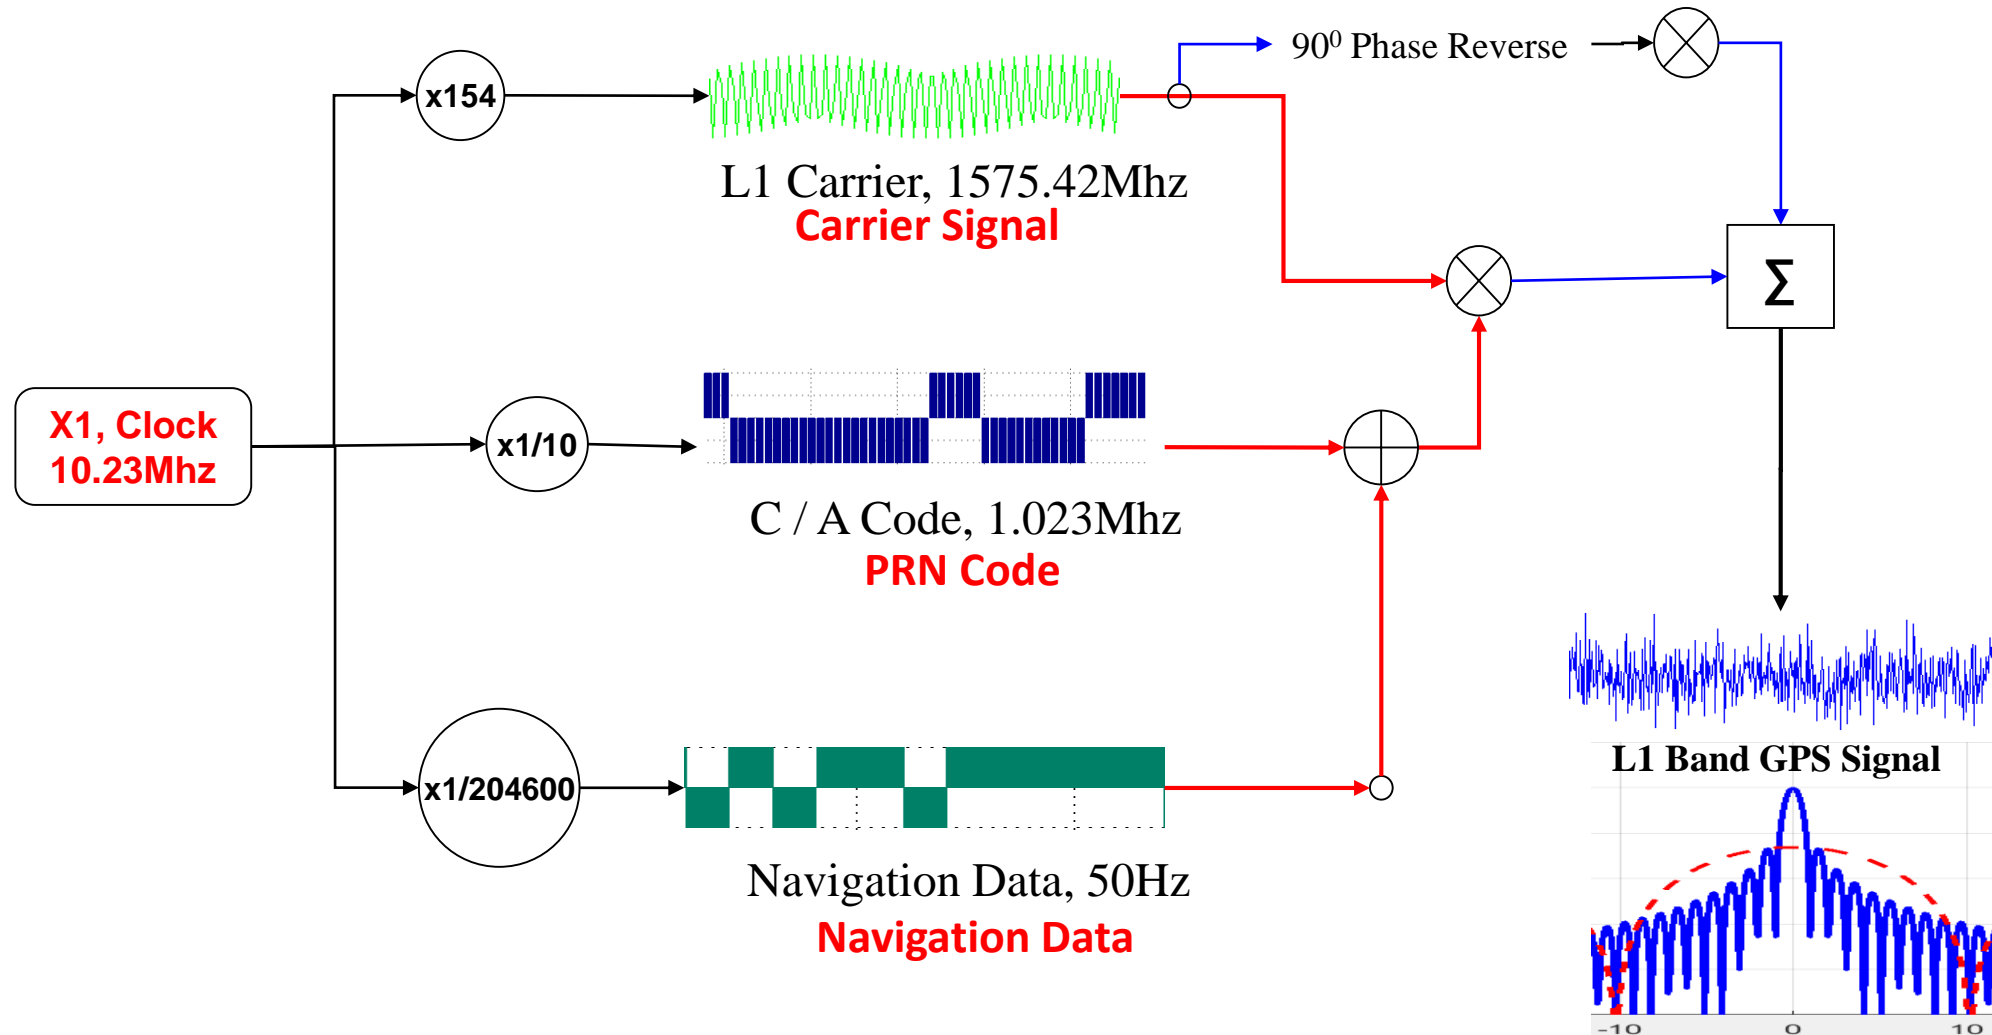 90⁰ Phase Reverse
x154
L1 Carrier, 1575.42Mhz
Carrier Signal
Σ
X1, Clock
10.23Mhz
x1/10
C / A Code, 1.023Mhz
PRN Code
x1/204600
Navigation Data, 50Hz
Navigation Data
L1 Band GPS Signal
-10 0 10